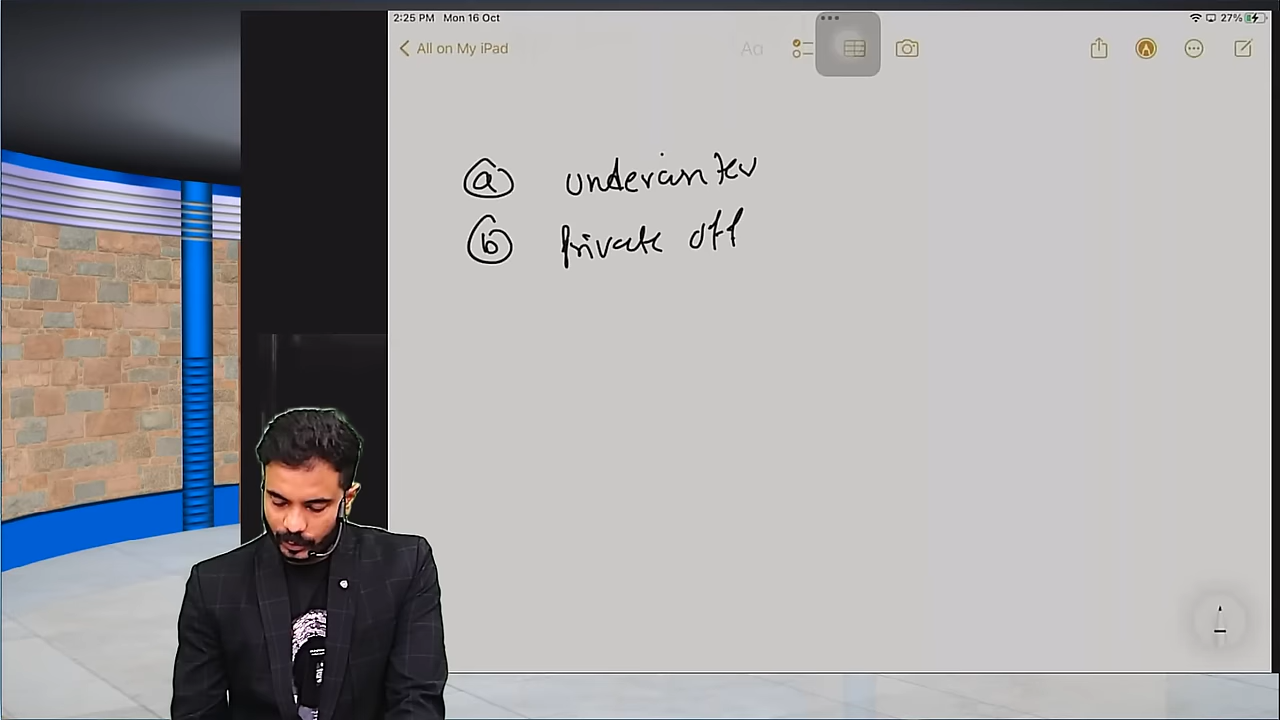 2:25 PM Mon 16 Oct
27%
All on My iPad
Aa
a underwriter
b Private off